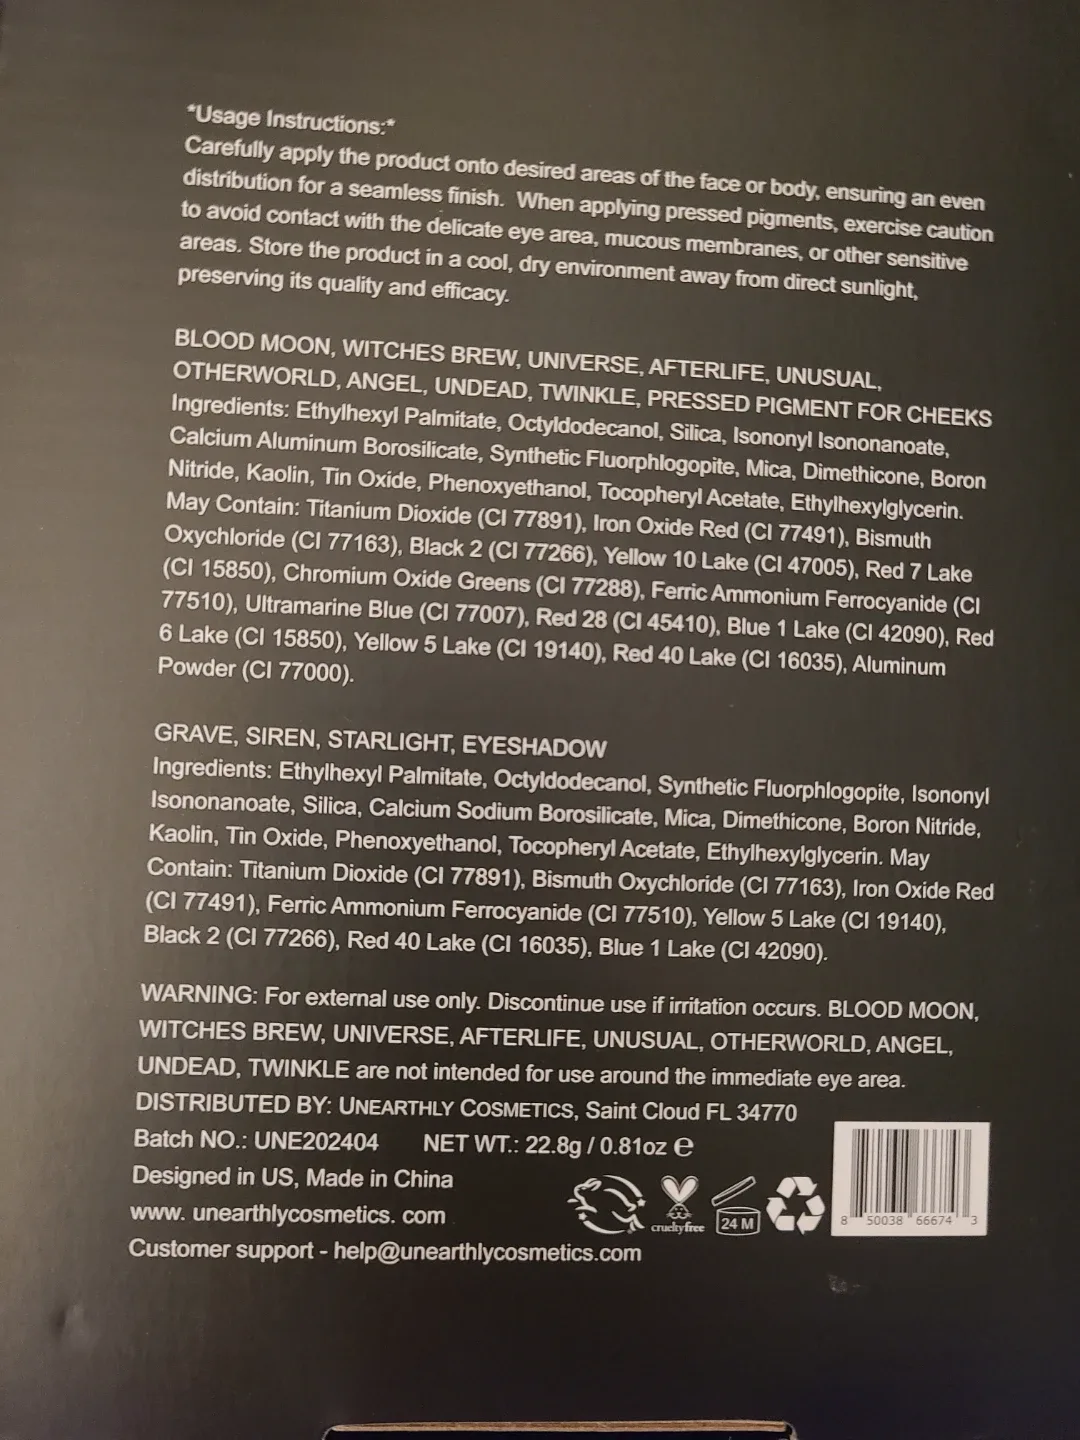 *Usage Instructions:*
Carefully apply the product onto desired areas of the face or body, ensuring an even
distribution for a seamless finish. When applying pressed pigments, exercise caution
to avoid contact with the delicate eye area, mucous membranes, or other sensitive
areas. Store the product in a cool, dry environment away from direct sunlight,
preserving its quality and efficacy.
BLOOD MOON, WITCHES BREW, UNIVERSE, AFTERLIFE, UNUSUAL,
OTHERWORLD, ANGEL, UNDEAD, TWINKLE, PRESSED PIGMENT FOR CHEEKS
Ingredients: Ethylhexyl Palmitate, Octyldodecanol, Silica, Isononyl Isononanoate,
Calcium Aluminum Borosilicate, Synthetic Fluorphlogopite, Mica, Dimethicone, Boron
Nitride, Kaolin, Tin Oxide, Phenoxyethanol, Tocopheryl Acetate, Ethylhexylglycerin.
May Contain: Titanium Dioxide (CI 77891), Iron Oxide Red (CI 77491), Bismuth
Oxychloride (CI 77163), Black 2 (CI 77266), Yellow 10 Lake (CI 47005), Red 7 Lake
(CI 15850), Chromium Oxide Greens (CI 77288), Ferric Ammonium Ferrocyanide (CI
77510), Ultramarine Blue (CI 77007), Red 28 (CI 45410), Blue 1 Lake (CI 42090), Red
6 Lake (CI 15850), Yellow 5 Lake (CI 19140), Red 40 Lake (CI 16035), Aluminum
Powder (CI 77000).
GRAVE, SIREN, STARLIGHT, EYESHADOW
Ingredients: Ethylhexyl Palmitate, Octyldodecanol, Synthetic Fluorphlogopite, Isononyl
Isononanoate, Silica, Calcium Sodium Borosilicate, Mica, Dimethicone, Boron Nitride,
Kaolin, Tin Oxide, Phenoxyethanol, Tocopheryl Acetate, Ethylhexylglycerin. May
Contain: Titanium Dioxide (CI 77891), Bismuth Oxychloride (CI 77163), Iron Oxide Red
(CI 77491), Ferric Ammonium Ferrocyanide (CI 77510), Yellow 5 Lake (CI 19140),
Black 2 (CI 77266), Red 40 Lake (CI 16035), Blue 1 Lake (CI 42090).
WARNING: For external use only. Discontinue use if irritation occurs. BLOOD MOON,
WITCHES BREW, UNIVERSE, AFTERLIFE, UNUSUAL, OTHERWORLD, ANGEL,
UNDEAD, TWINKLE are not intended for use around the immediate eye area.
DISTRIBUTED BY: UNEARTHLY COSMETICS, Saint Cloud FL 34770
Batch NO.: UNE202404 NET WT.: 22.8g / 0.81oz e
Designed in US, Made in China
www. unearthlycosmetics. com
Customer support - help@unearthlycosmetics.com
cruelty free
24 M
8 50038 66674 3